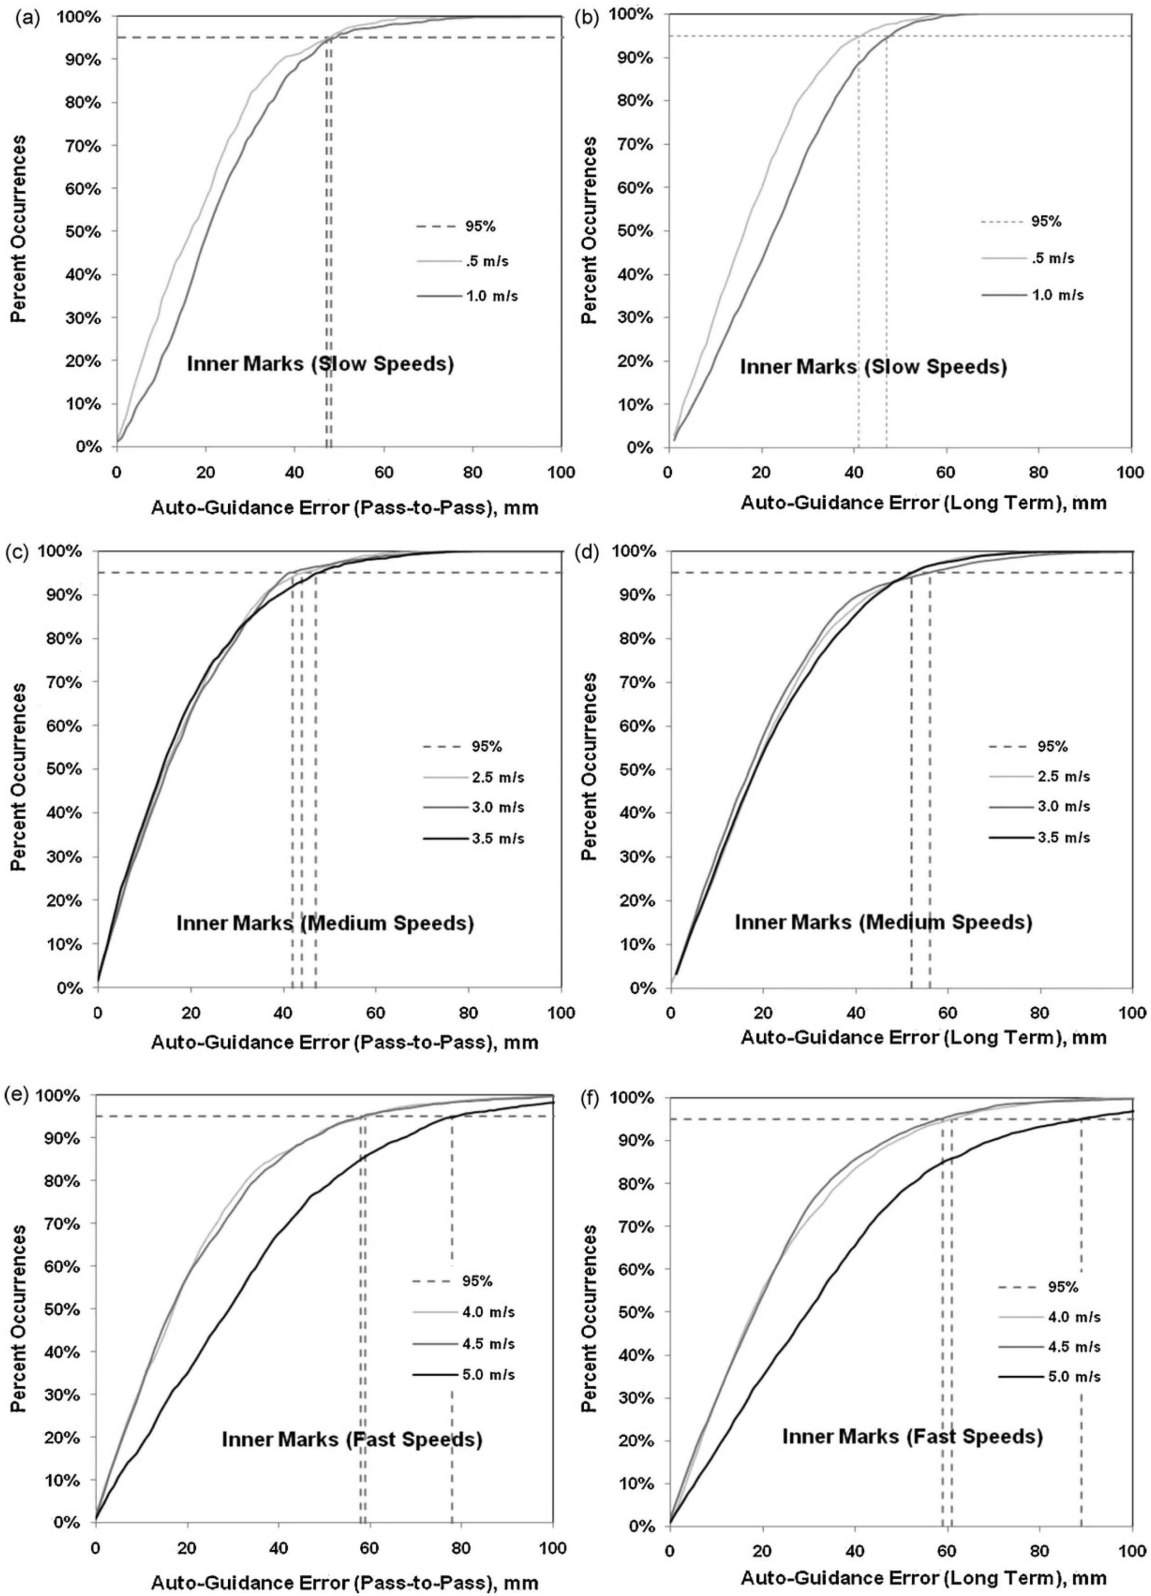 (a)
100%
90%
80%
70%
60%
50%
40%
30%
20%
10%
0%
Percent Occurrences
95%
.5 m/s
1.0 m/s
Inner Marks (Slow Speeds)
0 20 40 60 80 100
Auto-Guidance Error (Pass-to-Pass), mm
(b)
100%
90%
80%
70%
60%
50%
40%
30%
20%
10%
0%
Percent Occurrences
95%
.5 m/s
1.0 m/s
Inner Marks (Slow Speeds)
0 20 40 60 80 100
Auto-Guidance Error (Long Term), mm
(c)
100%
90%
80%
70%
60%
50%
40%
30%
20%
10%
0%
Percent Occurrences
95%
2.5 m/s
3.0 m/s
3.5 m/s
Inner Marks (Medium Speeds)
0 20 40 60 80 100
Auto-Guidance Error (Pass-to-Pass), mm
(d)
100%
90%
80%
70%
60%
50%
40%
30%
20%
10%
0%
Percent Occurrences
95%
2.5 m/s
3.0 m/s
3.5 m/s
Inner Marks (Medium Speeds)
0 20 40 60 80 100
Auto-Guidance Error (Long Term), mm
(e)
100%
90%
80%
70%
60%
50%
40%
30%
20%
10%
0%
Percent Occurrences
95%
4.0 m/s
4.5 m/s
5.0 m/s
Inner Marks (Fast Speeds)
0 20 40 60 80 100
Auto-Guidance Error (Pass-to-Pass), mm
(f)
100%
90%
80%
70%
60%
50%
40%
30%
20%
10%
0%
Percent Occurrences
95%
4.0 m/s
4.5 m/s
5.0 m/s
Inner Marks (Fast Speeds)
0 20 40 60 80 100
Auto-Guidance Error (Long Term), mm